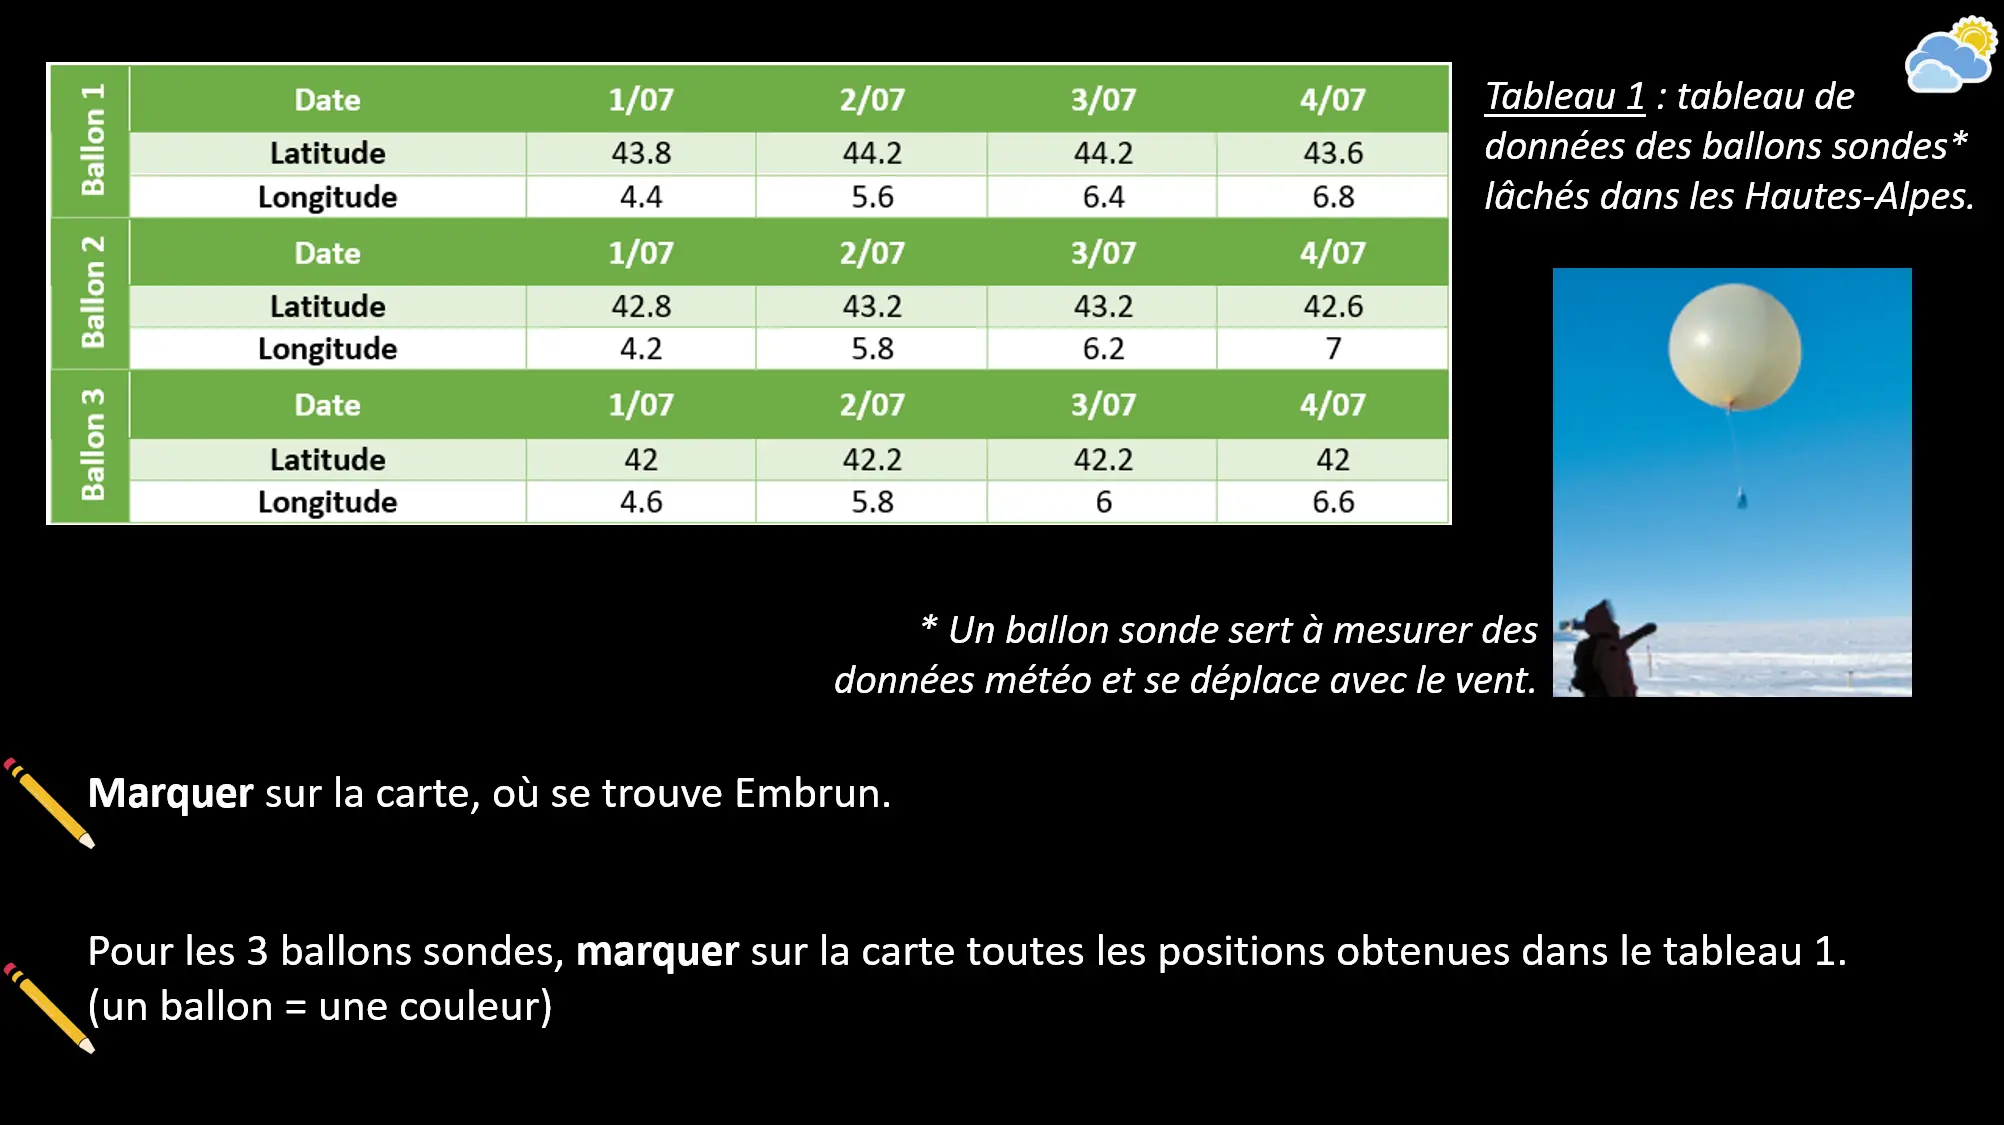 Ballon 1
Date 1/07 2/07 3/07 4/07
Latitude 43.8 44.2 44.2 43.6
Longitude 4.4 5.6 6.4 6.8
Ballon 2
Date 1/07 2/07 3/07 4/07
Latitude 42.8 43.2 43.2 42.6
Longitude 4.2 5.8 6.2 7
Ballon 3
Date 1/07 2/07 3/07 4/07
Latitude 42 42.2 42.2 42
Longitude 4.6 5.8 6 6.6
Tableau 1 : tableau de
données des ballons sondes*
lâchés dans les Hautes-Alpes.
* Un ballon sonde sert à mesurer des
données météo et se déplace avec le vent.
Marquer sur la carte, où se trouve Embrun.
Pour les 3 ballons sondes, marquer sur la carte toutes les positions obtenues dans le tableau 1.
(un ballon = une couleur)